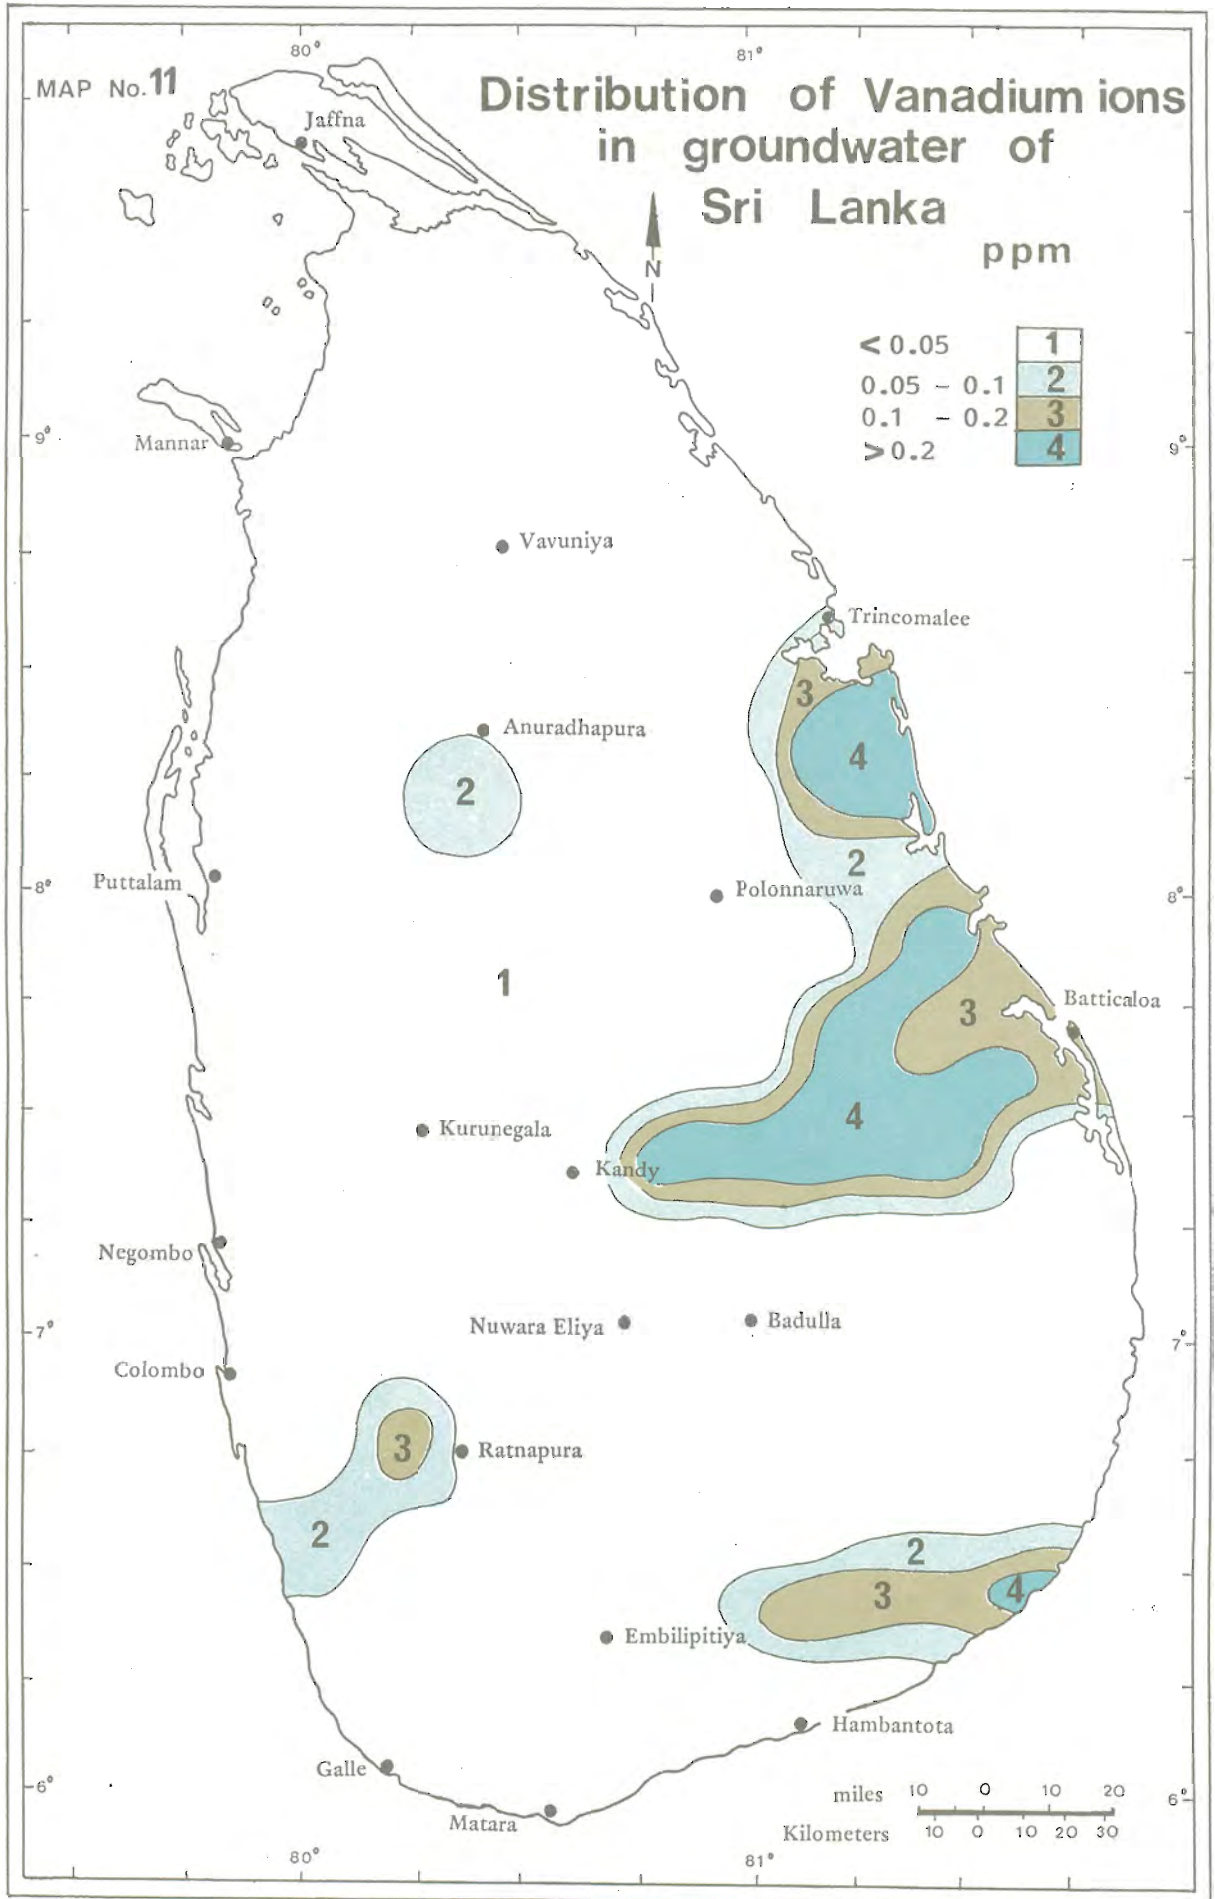 80°
81°
MAP No. 11
Distribution of Vanadium ions
in groundwater of
Sri Lanka
ppm
N
< 0.05 1
0.05 – 0.1 2
0.1 – 0.2 3
> 0.2 4
Jaffna
Mannar
9°
9°
Vavuniya
Trincomalee
3
Anuradhapura
4
2
2
Puttalam
8°
Polonnaruwa
8°
1
Batticaloa
3
4
Kurunegala
Kandy
Negombo
Nuwara Eliya
Badulla
7°
7°
Colombo
3
Ratnapura
2
2
3
4
Embilipitiya
Hambantota
Galle
Matara
6°
6°
miles 10 0 10 20
Kilometers 10 0 10 20 30
80°
81°